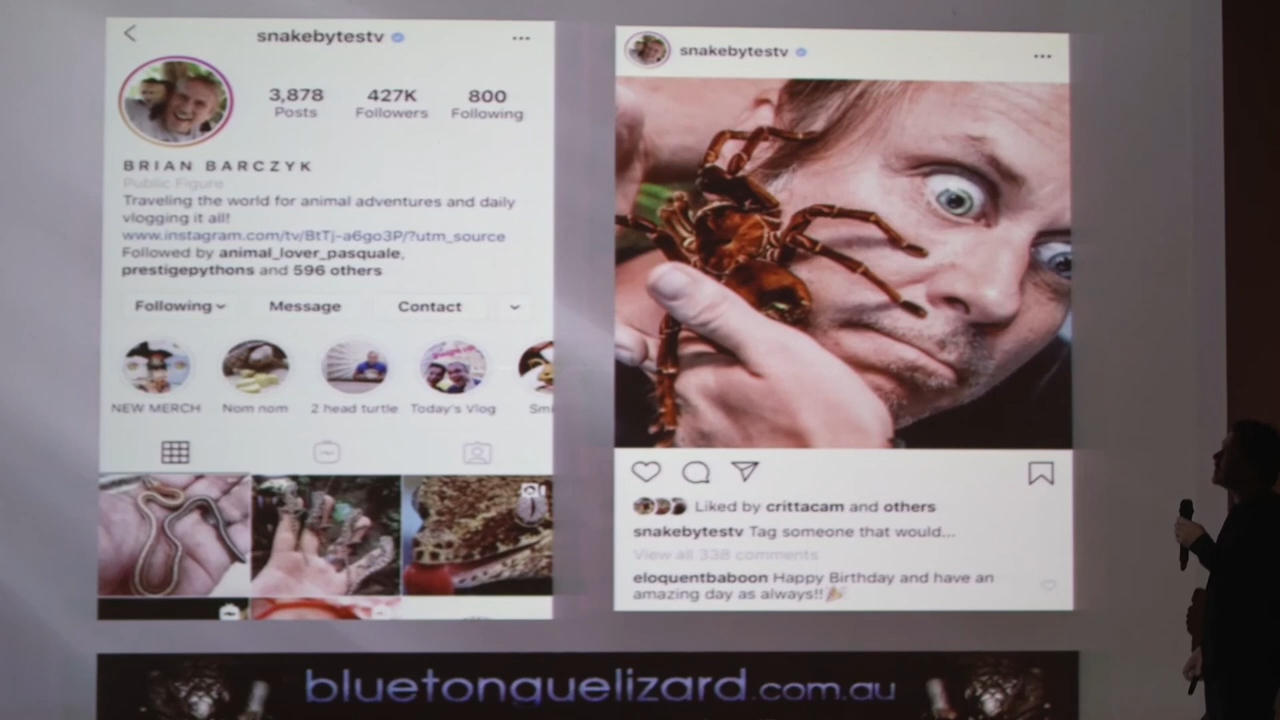 snakebytestv
3,878
427K
800
Posts
Followers
Following
BRIAN BARCZYK
Public Figure
Traveling the world for animal adventures and daily
vlogging it all!
www.instagram.com/tv/BtTj-a6go3P/?utm_source
Followed by animal_lover_pasquale,
prestigepythons and 596 others
Following
Message
Contact
NEW MERCH
Nom nom
2 head turtle
Today's Vlog
Smi
snakebytestv
Liked by crittacam and others
snakebytestv Tag someone that would...
View all 338 comments
eloquentbaboon Happy Birthday and have an
amazing day as always!!🎉
bluetonguelizard.com.au